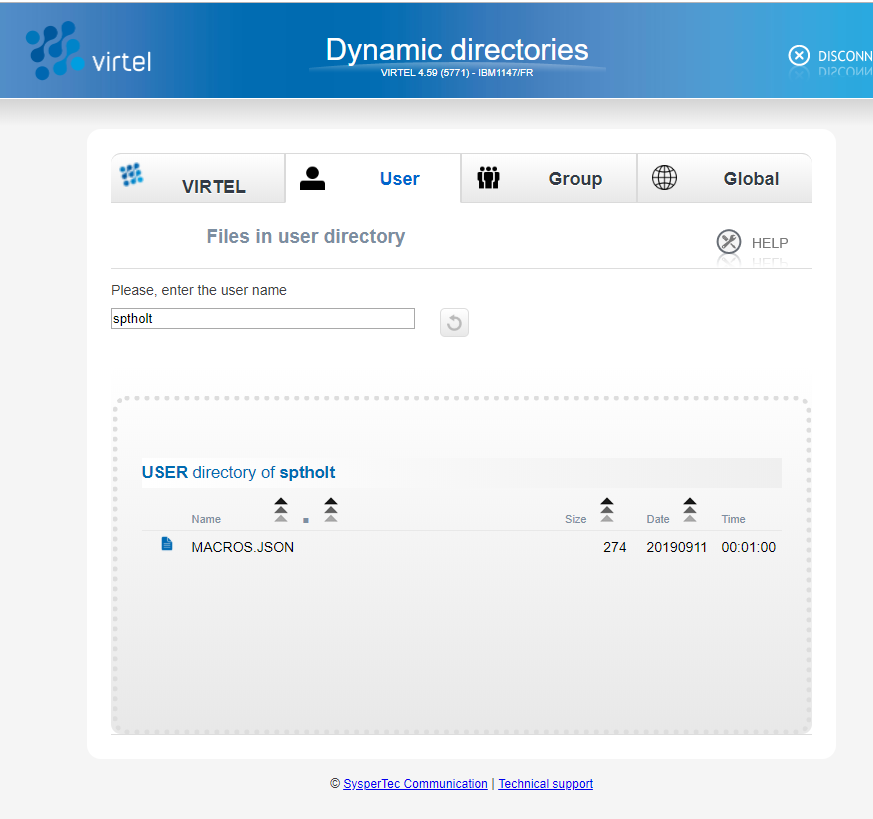 virtel
Dynamic directories
VIRTEL 4.59 (5771) - IBM1147/FR
DISCONN
VIRTEL
User
Group
Global
Files in user directory
HELP
Please, enter the user name
sptholt
USER directory of sptholt
Name . Size Date Time
MACROS.JSON 274 20190911 00:01:00
© SysperTec Communication | Technical support